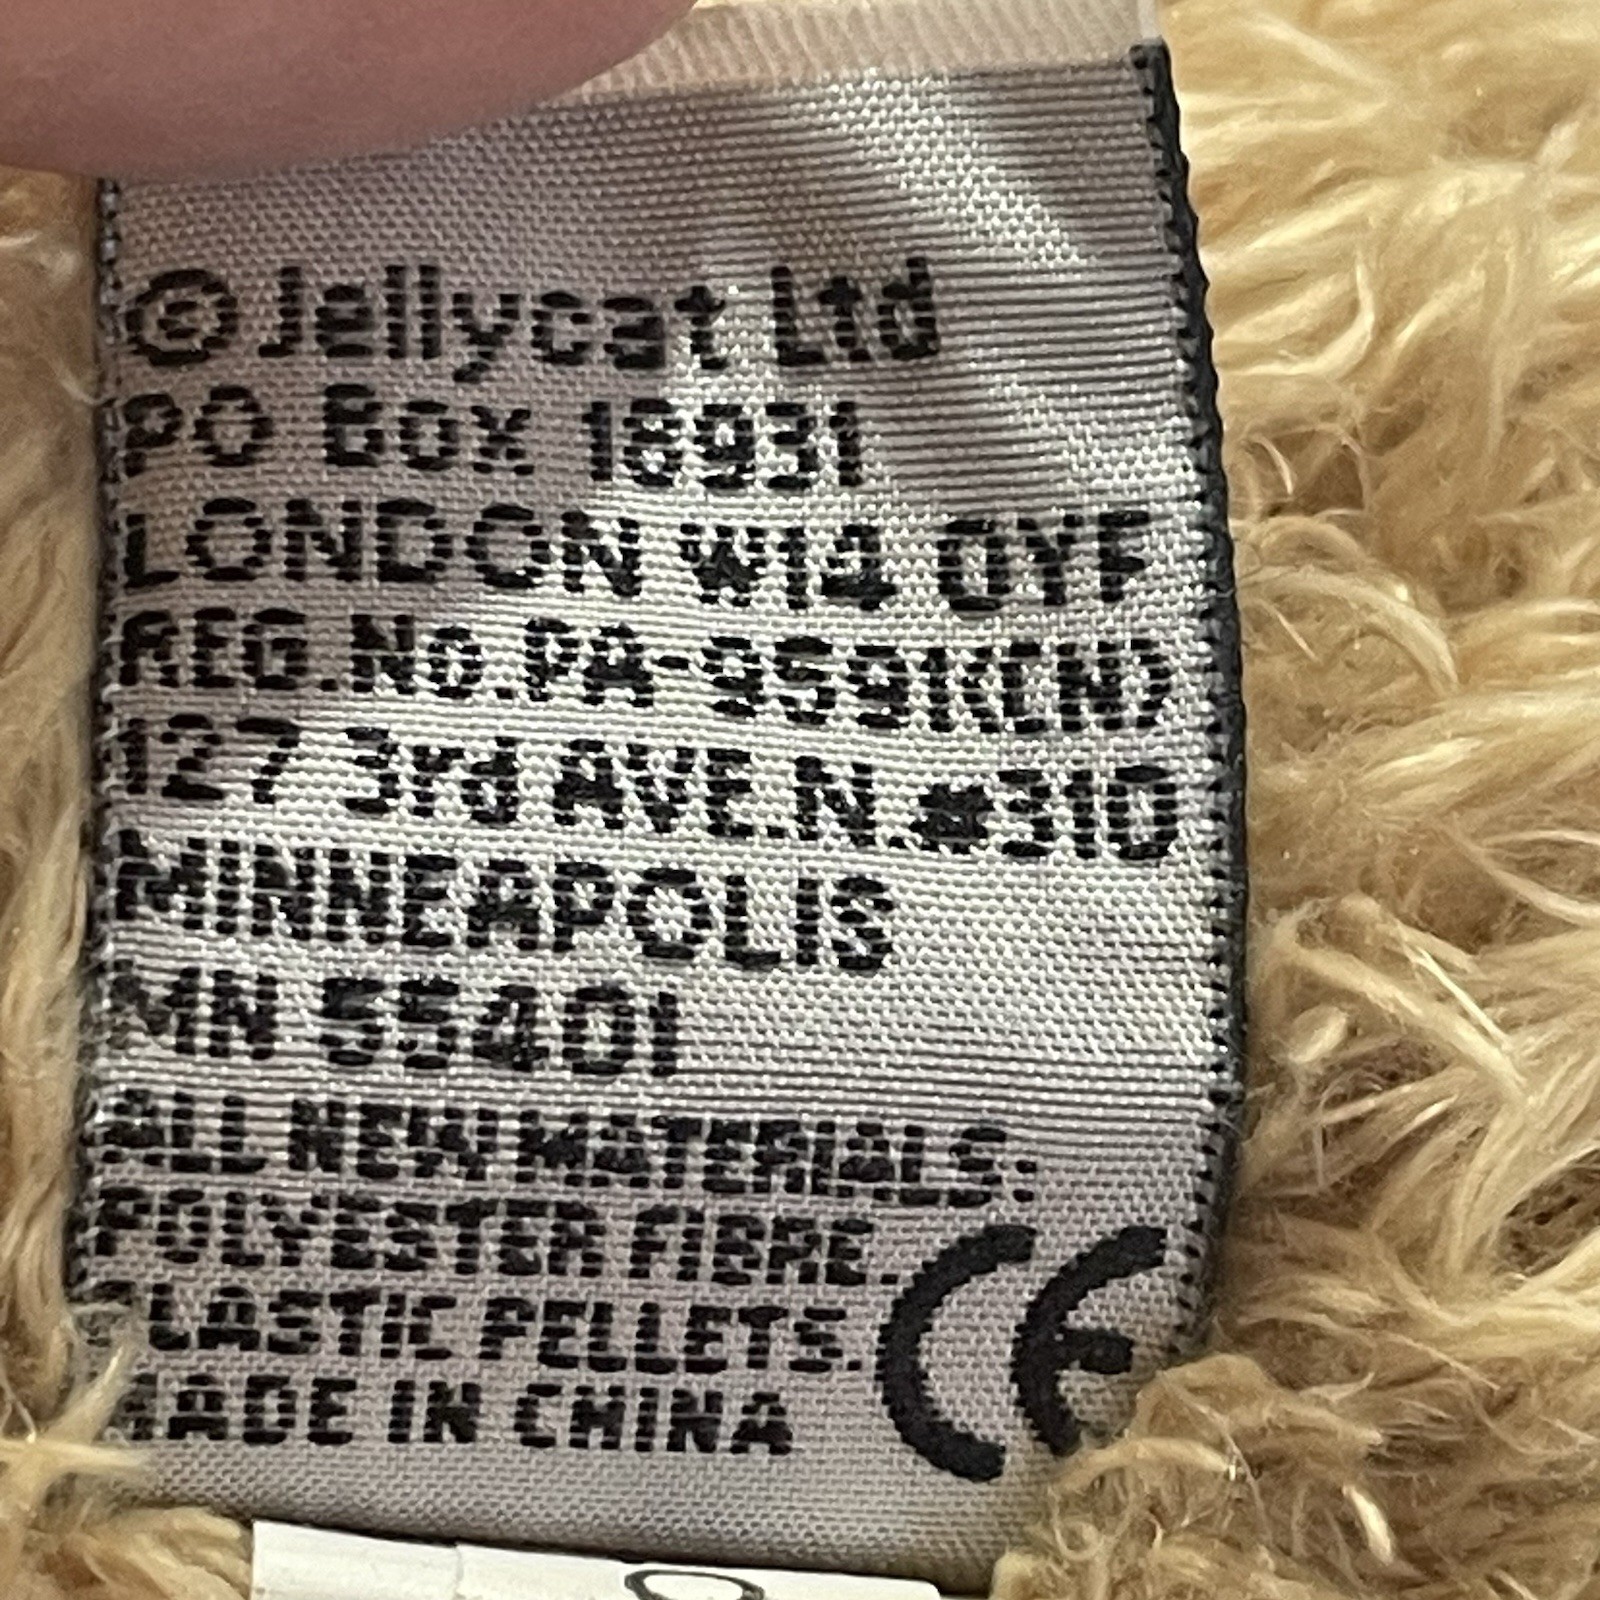 © Jellycat Ltd
PO Box 18931
LONDON W14 0YF
REG.No.PA-9591K(CN)
127 3rd AVE.N.#310
MINNEAPOLIS
MN 55401
ALL NEW MATERIALS:
POLYESTER FIBRE.
PLASTIC PELLETS.
MADE IN CHINA
CE